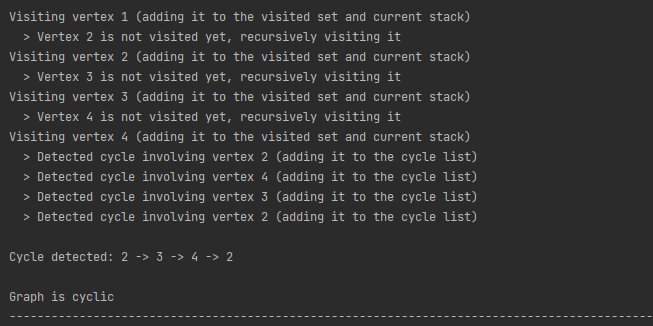 Visiting vertex 1 (adding it to the visited set and current stack)
  > Vertex 2 is not visited yet, recursively visiting it
Visiting vertex 2 (adding it to the visited set and current stack)
  > Vertex 3 is not visited yet, recursively visiting it
Visiting vertex 3 (adding it to the visited set and current stack)
  > Vertex 4 is not visited yet, recursively visiting it
Visiting vertex 4 (adding it to the visited set and current stack)
  > Detected cycle involving vertex 2 (adding it to the cycle list)
  > Detected cycle involving vertex 4 (adding it to the cycle list)
  > Detected cycle involving vertex 3 (adding it to the cycle list)
  > Detected cycle involving vertex 2 (adding it to the cycle list)

Cycle detected: 2 -> 3 -> 4 -> 2

Graph is cyclic
--------------------------------------------------------------------------------------------